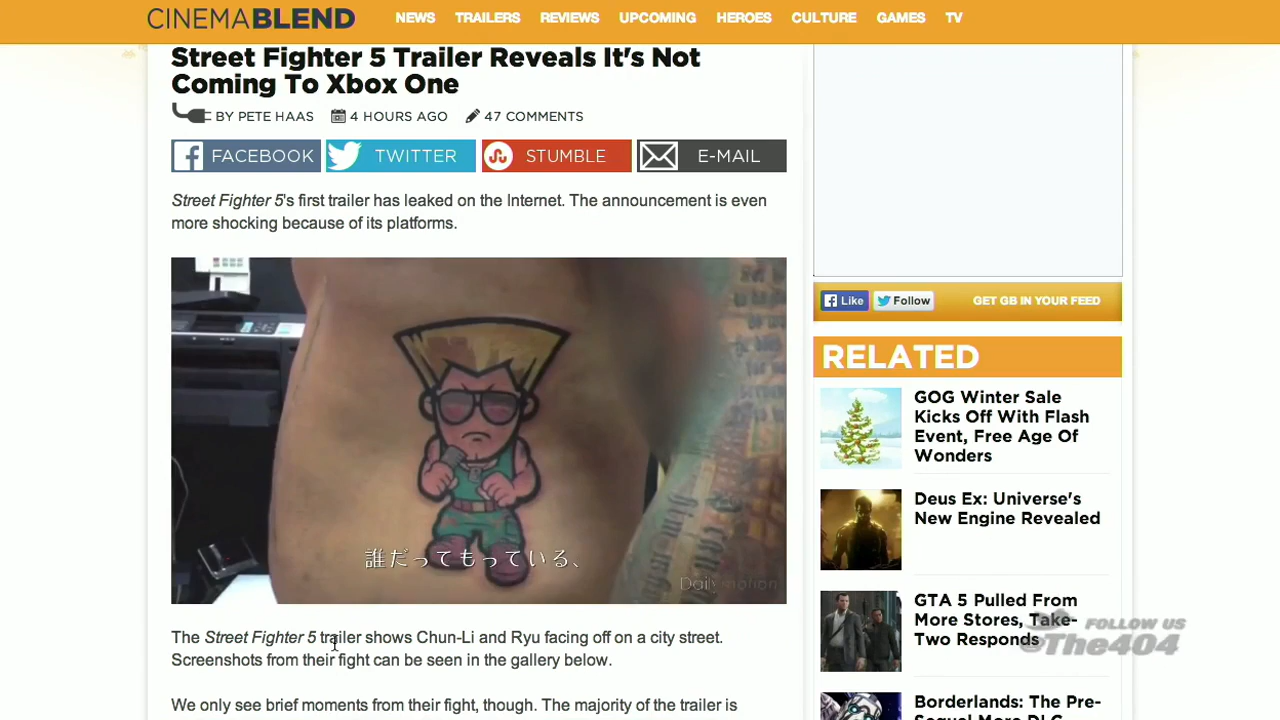 CINEMABLEND
NEWS TRAILERS REVIEWS UPCOMING HEROES CULTURE GAMES TV
Street Fighter 5 Trailer Reveals It's Not
Coming To Xbox One
BY PETE HAAS 4 HOURS AGO 47 COMMENTS
FACEBOOK TWITTER STUMBLE E-MAIL
Street Fighter 5's first trailer has leaked on the Internet. The announcement is even
more shocking because of its platforms.
誰だってもっている、
Dailymotion
The Street Fighter 5 trailer shows Chun-Li and Ryu facing off on a city street.
Screenshots from their fight can be seen in the gallery below.
We only see brief moments from their fight, though. The majority of the trailer is
Like Follow GET GB IN YOUR FEED
RELATED
GOG Winter Sale
Kicks Off With Flash
Event, Free Age Of
Wonders
Deus Ex: Universe's
New Engine Revealed
GTA 5 Pulled From
More Stores, Take-
Two Responds
Borderlands: The Pre-
Sequel More DLC
FOLLOW US
@The404